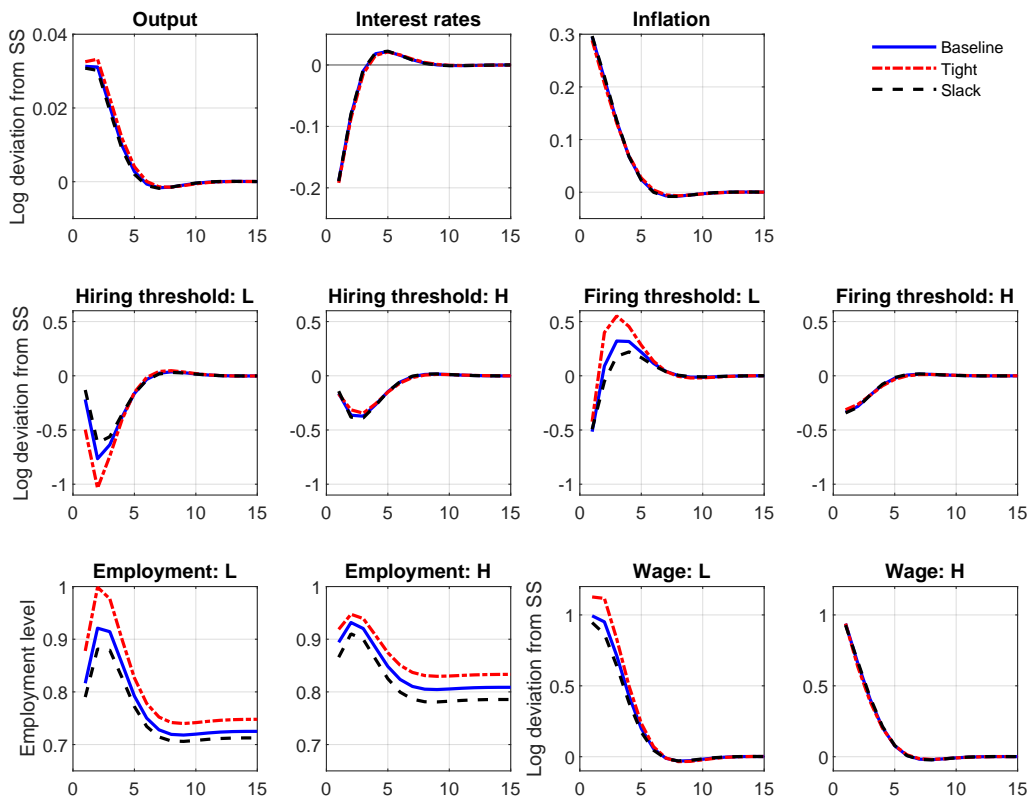 Output
Interest rates
Inflation
Log deviation from SS
0.04
0.02
0
0 5 10 15
0
-0.1
-0.2
0 5 10 15
0.3
0.2
0.1
0
0 5 10 15
Baseline
Tight
Slack
Hiring threshold: L
Hiring threshold: H
Firing threshold: L
Firing threshold: H
Log deviation from SS
0.5
0
-0.5
-1
0 5 10 15
0.5
0
-0.5
-1
0 5 10 15
0.5
0
-0.5
-1
0 5 10 15
0.5
0
-0.5
-1
0 5 10 15
Employment: L
Employment: H
Wage: L
Wage: H
Employment level
1
0.9
0.8
0.7
0 5 10 15
1
0.9
0.8
0.7
0 5 10 15
Log deviation from SS
1
0.5
0
0 5 10 15
1
0.5
0
0 5 10 15